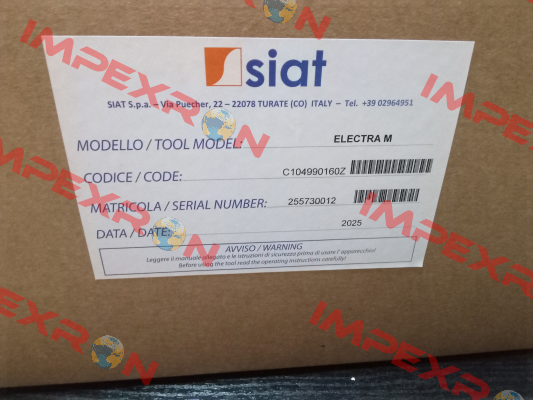 siat
SIAT S.p.a. – Via Puecher, 22 – 22078 TURATE (CO) ITALY – Tel. +39 02964951
MODELLO / TOOL MODEL: ELECTRA M
CODICE / CODE: C104990160Z
MATRICOLA / SERIAL NUMBER: 255730012
DATA / DATE: 2025
AVVISO / WARNING
Leggere il manuale allegato e le istruzioni di sicurezza prima di usare l' apparecchio!
Before using the tool read the operating instructions carefully!
IMPEXRON
IMPEXRON
IMPEXRON
IMPEXRON
IMPEXRON